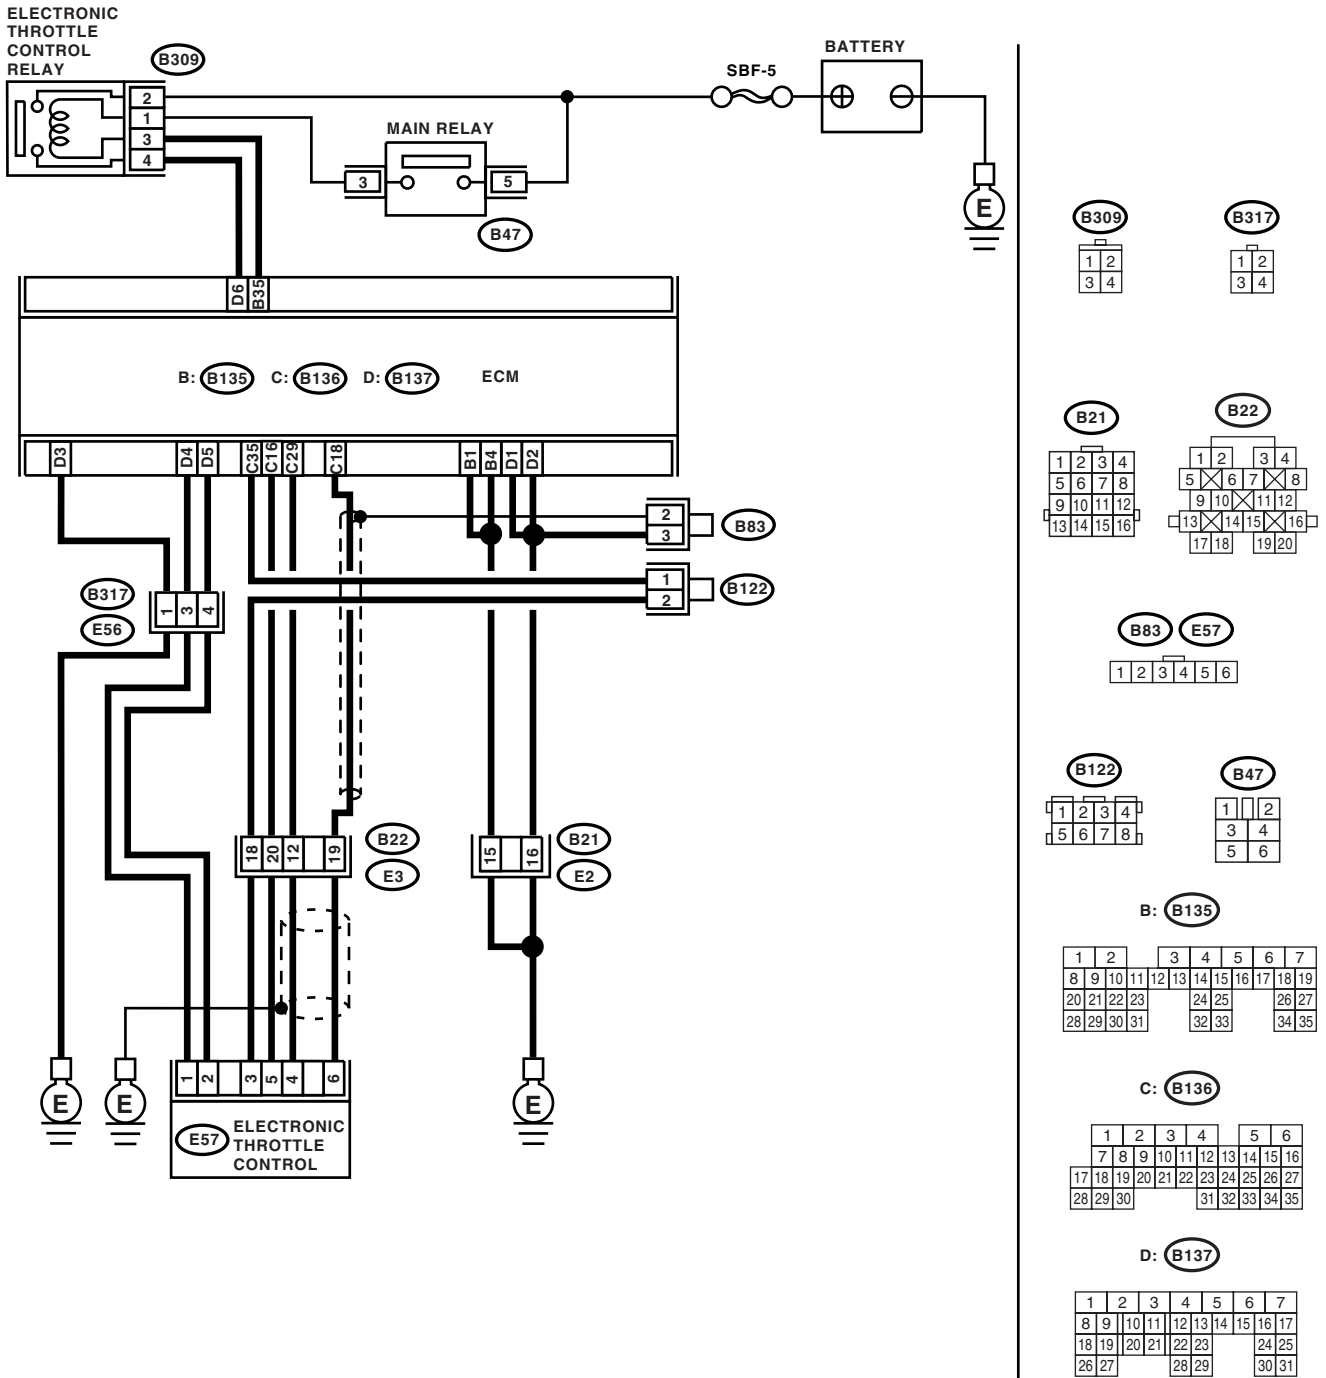 ELECTRONIC
THROTTLE
CONTROL
RELAY
B309
2
1
3
4
MAIN RELAY
3
5
B47
SBF-5
BATTERY
E
D6 B35
B: B135 C: B136 D: B137 ECM
D3 D4 D5 C35 C16 C29 C18 B1 B4 D1 D2
2
3
B83
1
2
B122
B317
E56
1 3 4
18 20 12 19
B22
E3
15 16
B21
E2
E
E
E
1 2 3 5 4 6
E57
ELECTRONIC
THROTTLE
CONTROL
B309
1 2
3 4
B317
1 2
3 4
B21
1 2 3 4
5 6 7 8
9 10 11 12
13 14 15 16
B22
1 2 3 4
5 6 7 8
9 10 11 12
13 14 15 16
17 18 19 20
B83 E57
1 2 3 4 5 6
B122
1 2 3 4
5 6 7 8
B47
1 2
3 4
5 6
B: B135
1 2 3 4 5 6 7
8 9 10 11 12 13 14 15 16 17 18 19
20 21 22 23 24 25 26 27
28 29 30 31 32 33 34 35
C: B136
1 2 3 4 5 6
7 8 9 10 11 12 13 14 15 16
17 18 19 20 21 22 23 24 25 26 27
28 29 30 31 32 33 34 35
D: B137
1 2 3 4 5 6 7
8 9 10 11 12 13 14 15 16 17
18 19 20 21 22 23 24 25
26 27 28 29 30 31